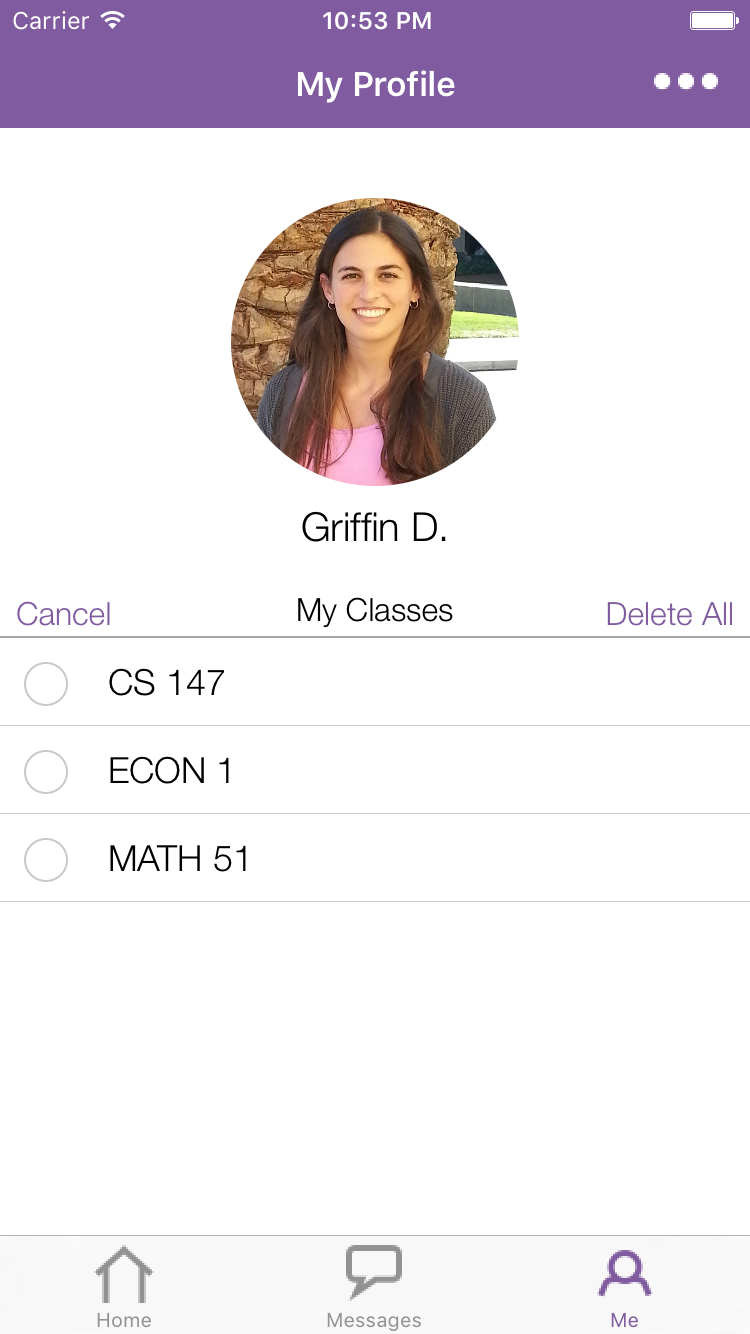 Carrier 10:53 PM
My Profile
Griffin D.
Cancel My Classes Delete All
CS 147
ECON 1
MATH 51
Home Messages Me